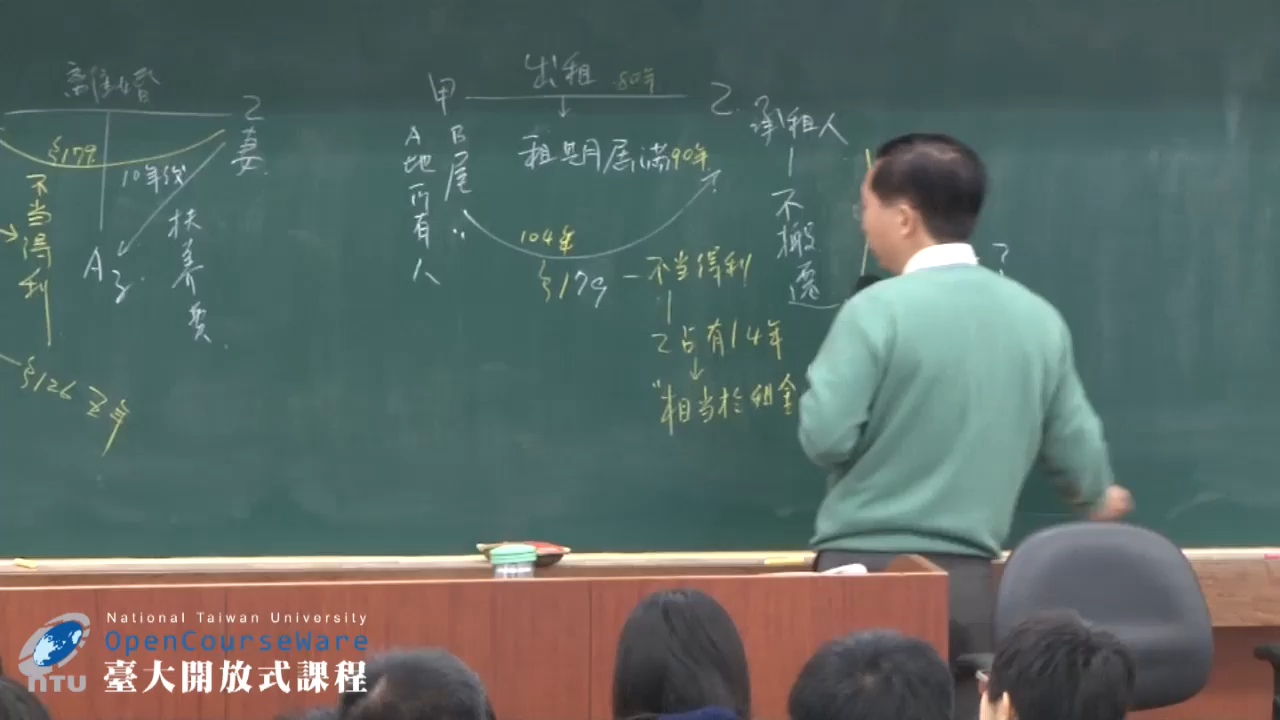 離婚
乙
妻
§179
不當得利
10年後
扶養費
A
子
§126
出租 80年
甲
乙
承租人
A地所有人
B屋
租期屆滿90年
不搬遷
104年
§179 — 不当得利
乙占有14年
"相当於租金
National Taiwan University
OpenCourseWare
臺大開放式課程
NTU